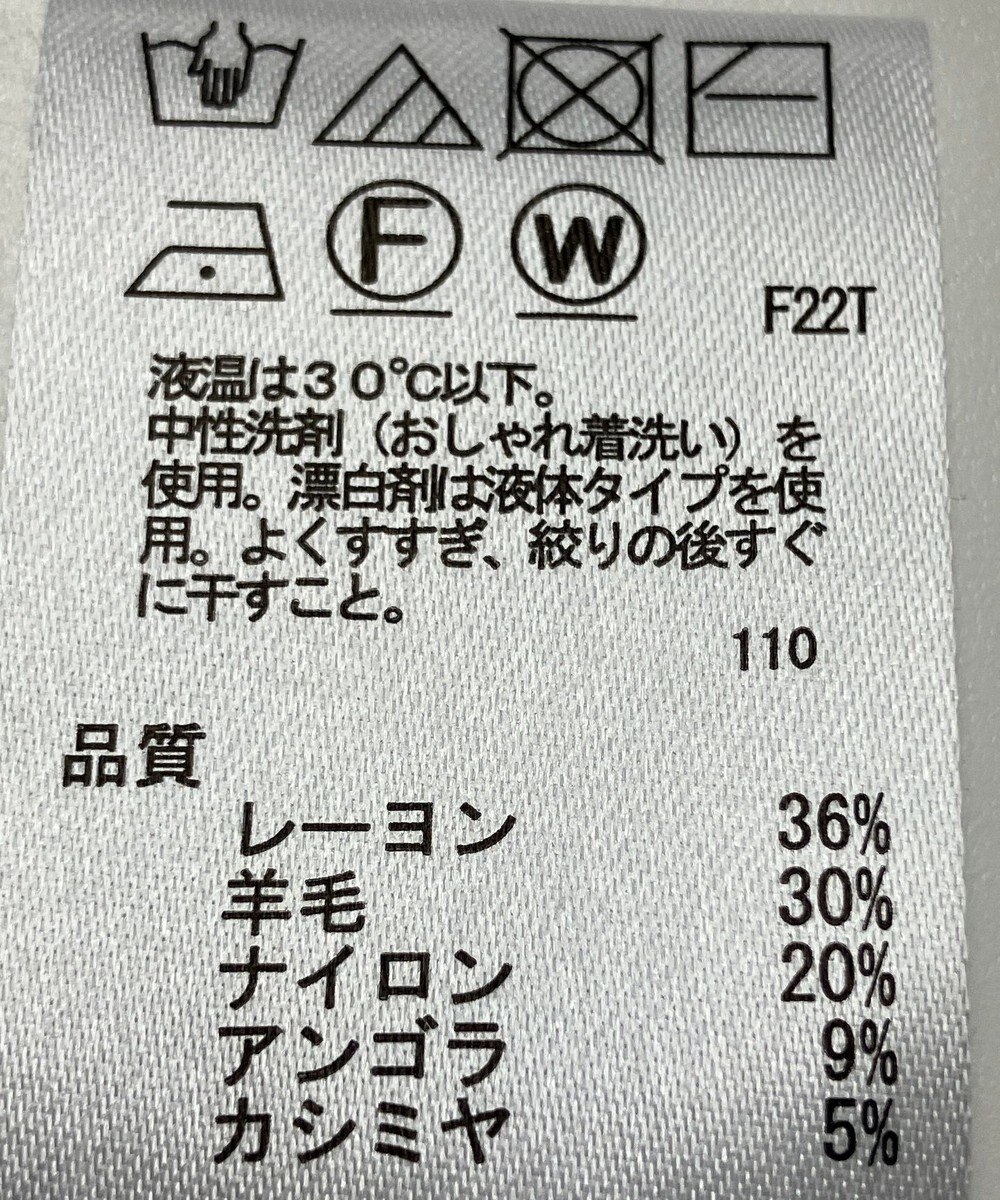 F
W
F22T
液温は30℃以下。
中性洗剤（おしゃれ着洗い）を
使用。漂白剤は液体タイプを使
用。よくすすぎ、絞りの後すぐ
に干すこと。
110
品質
レーヨン 36%
羊毛 30%
ナイロン 20%
アンゴラ 9%
カシミヤ 5%